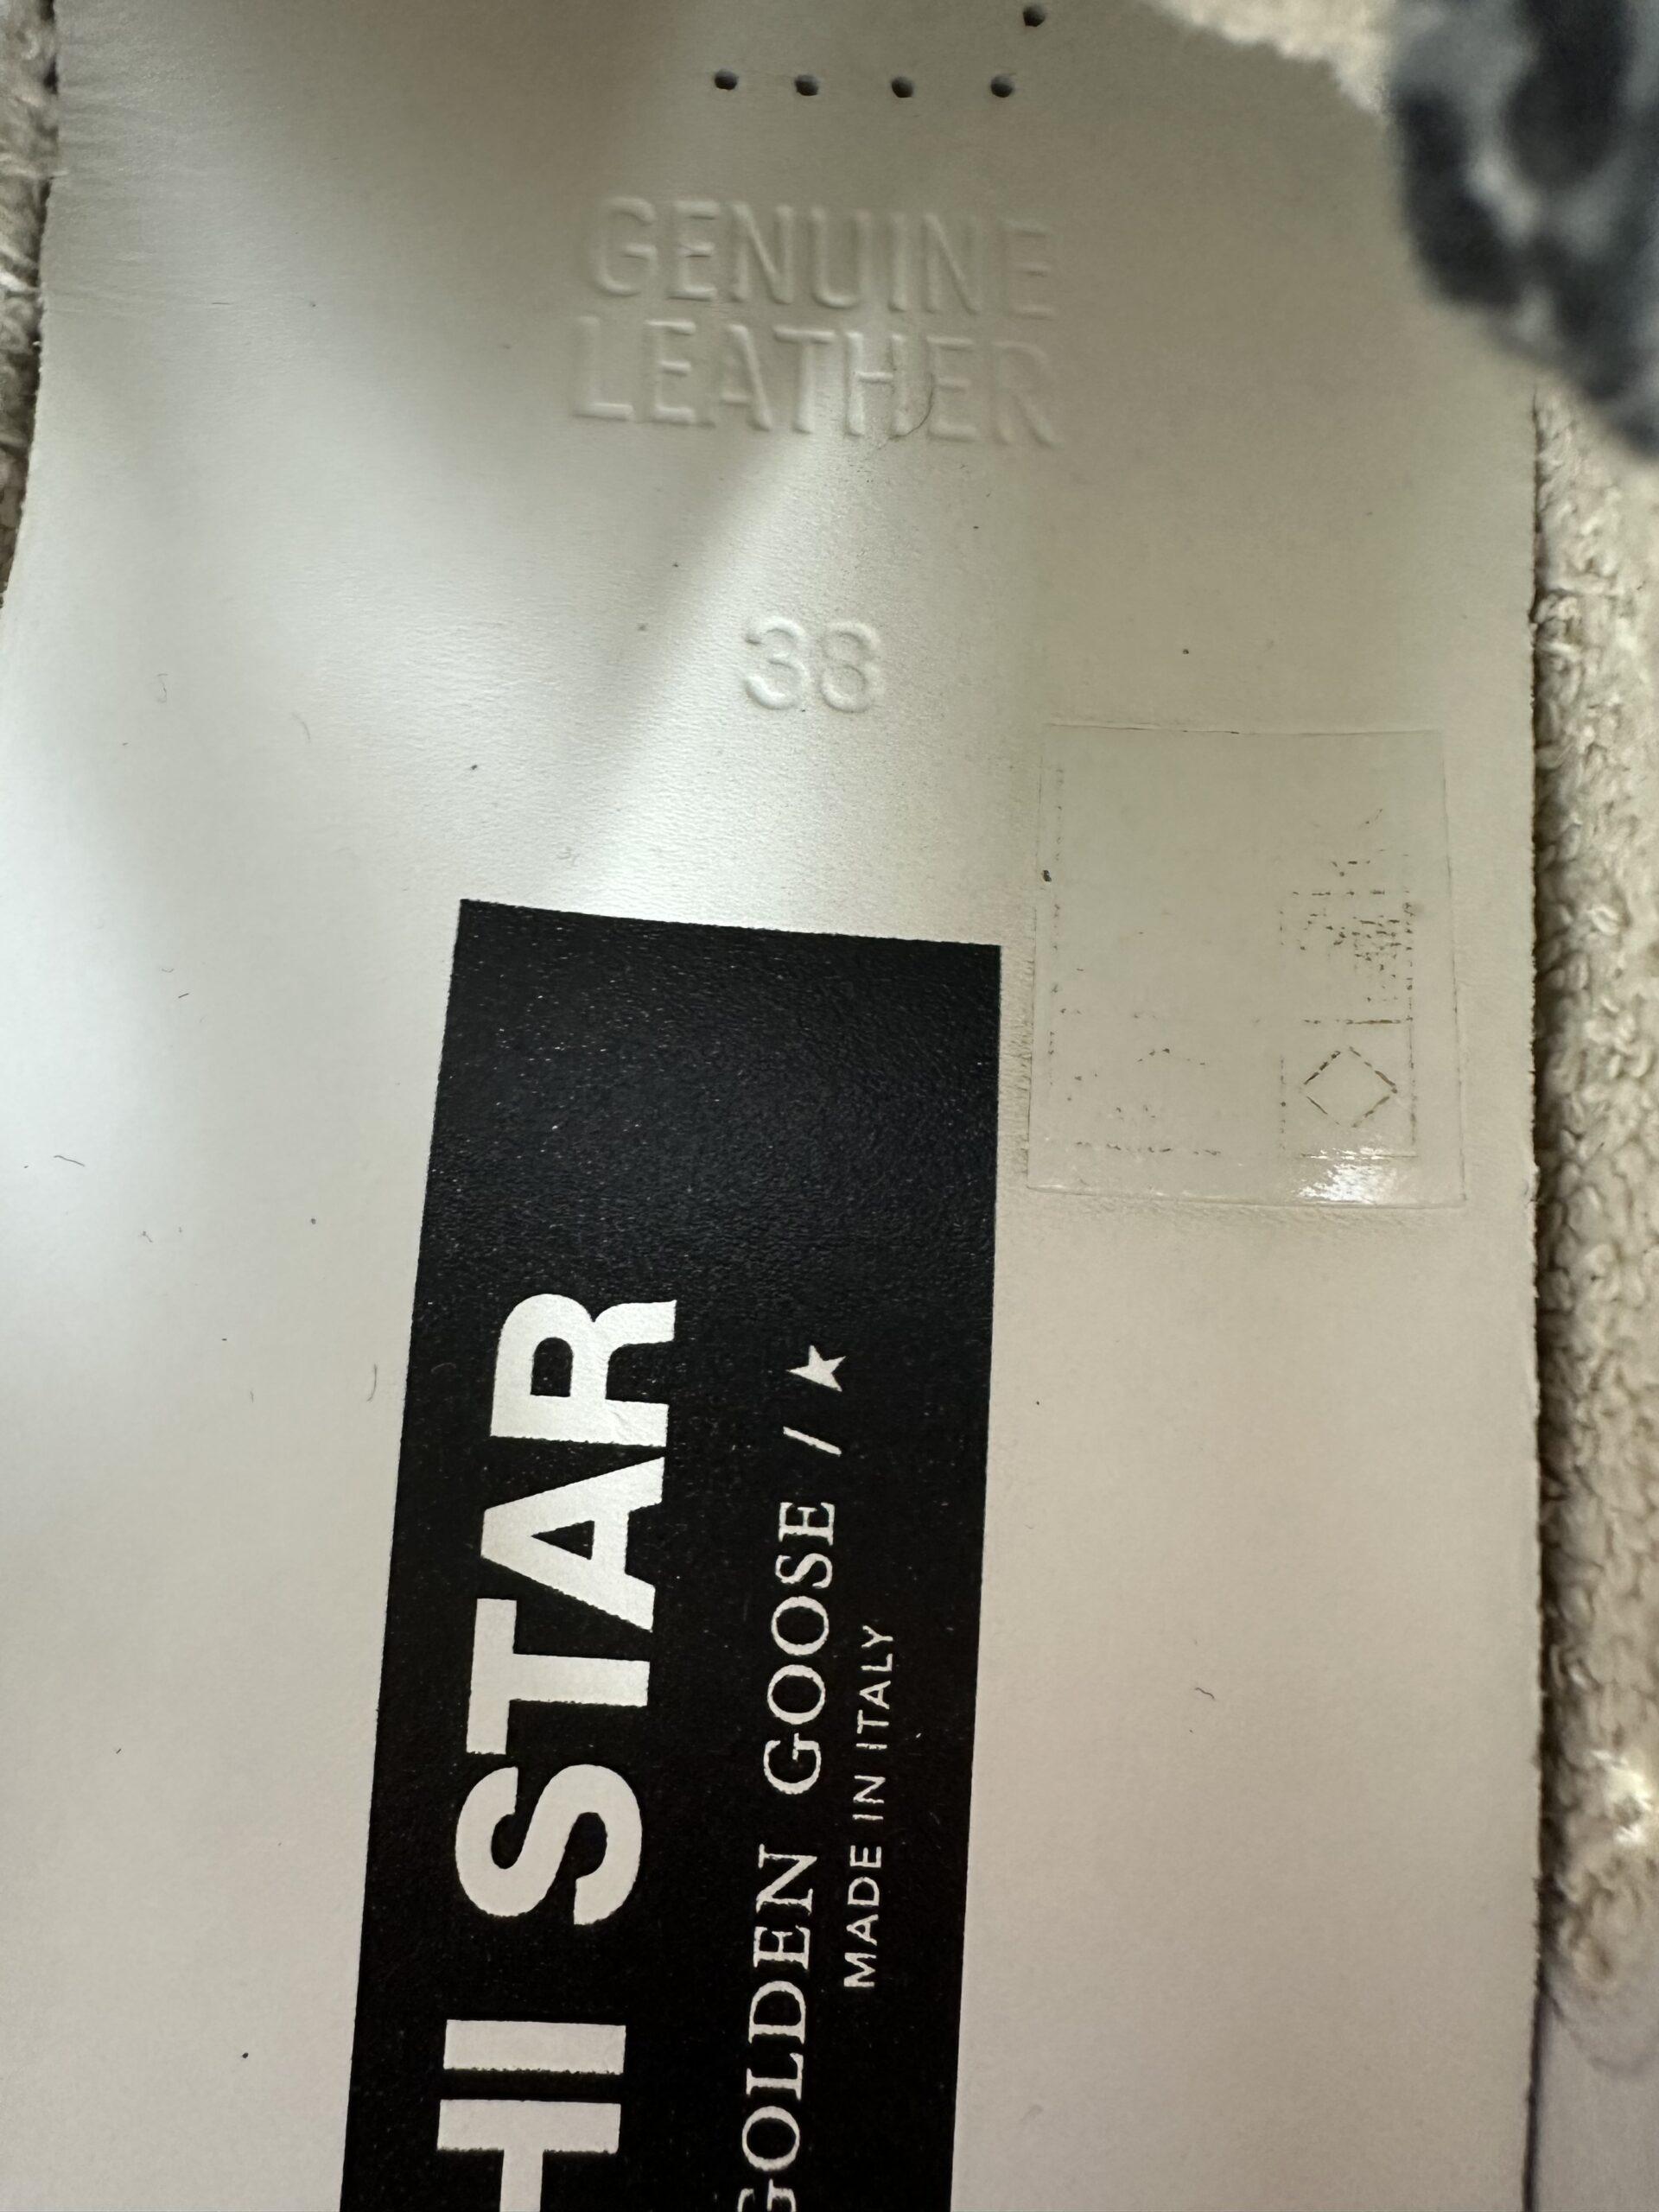 GENUINE
LEATHER
38
HI STAR
GOLDEN GOOSE / ★
MADE IN ITALY